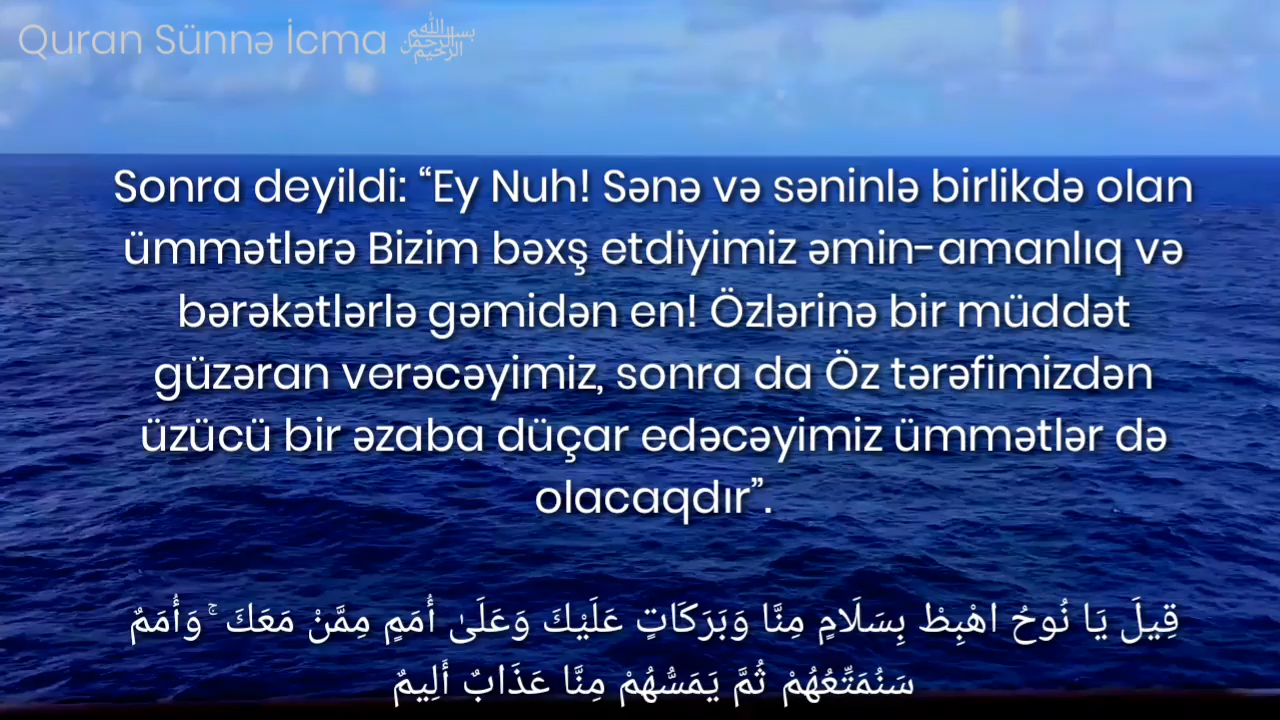 Quran Sünnə İcma ﷽
Sonra deyildi: “Ey Nuh! Sənə və səninlə birlikdə olan
ümmətlərə Bizim bəxş etdiyimiz əmin-amanlıq və
bərəkətlərlə gəmidən en! Özlərinə bir müddət
güzəran verəcəyimiz, sonra da Öz tərəfimizdən
üzücü bir əzaba düçar edəcəyimiz ümmətlər də
olacaqdır”.
قِيلَ يَا نُوحُ اهْبِطْ بِسَلَامٍ مِنَّا وَبَرَكَاتٍ عَلَيْكَ وَعَلَىٰ أُمَمٍ مِمَّنْ مَعَكَ ۚ وَأُمَمٌ
سَنُمَتِّعُهُمْ ثُمَّ يَمَسُّهُمْ مِنَّا عَذَابٌ أَلِيمٌ